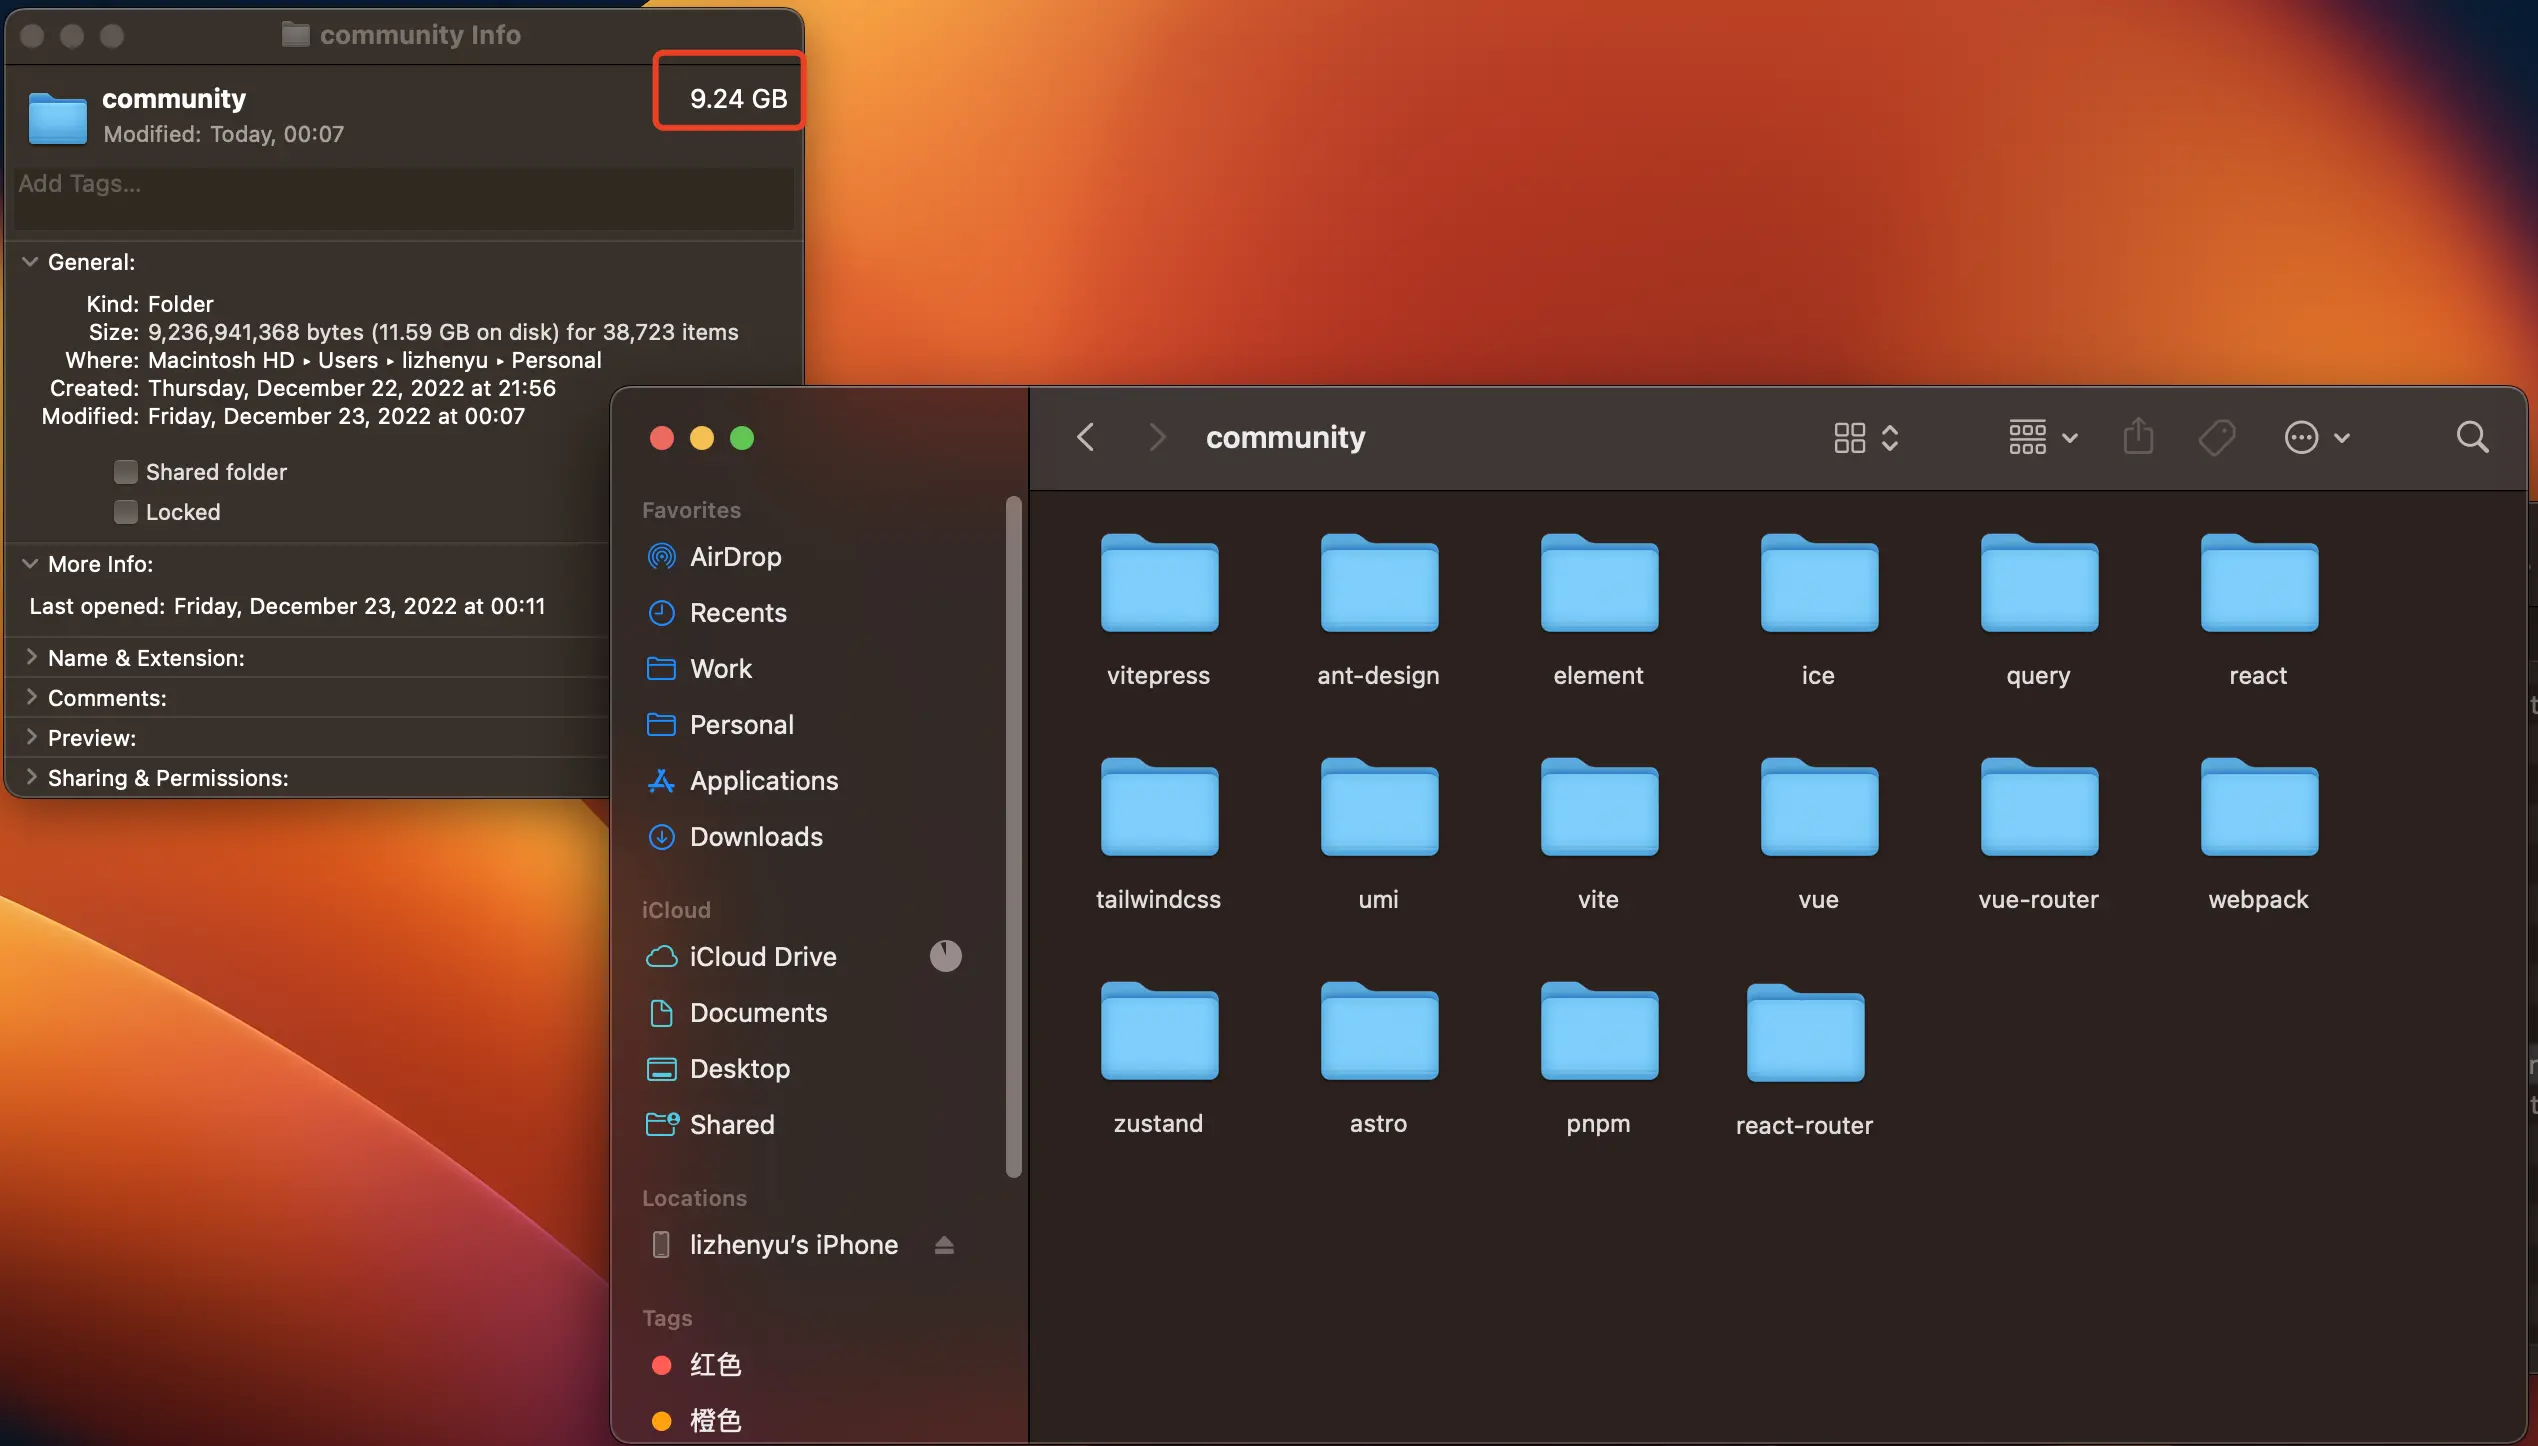 community Info
community
9.24 GB
Modified: Today, 00:07
Add Tags...
General:
Kind: Folder
Size: 9,236,941,368 bytes (11.59 GB on disk) for 38,723 items
Where: Macintosh HD ▸ Users ▸ lizhenyu ▸ Personal
Created: Thursday, December 22, 2022 at 21:56
Modified: Friday, December 23, 2022 at 00:07
Shared folder
Locked
More Info:
Last opened: Friday, December 23, 2022 at 00:11
Name & Extension:
Comments:
Preview:
Sharing & Permissions:
Favorites
AirDrop
Recents
Work
Personal
Applications
Downloads
iCloud
iCloud Drive
Documents
Desktop
Shared
Locations
lizhenyu’s iPhone
Tags
红色
橙色
community
vitepress ant-design element ice query react
tailwindcss umi vite vue vue-router webpack
zustand astro pnpm react-router